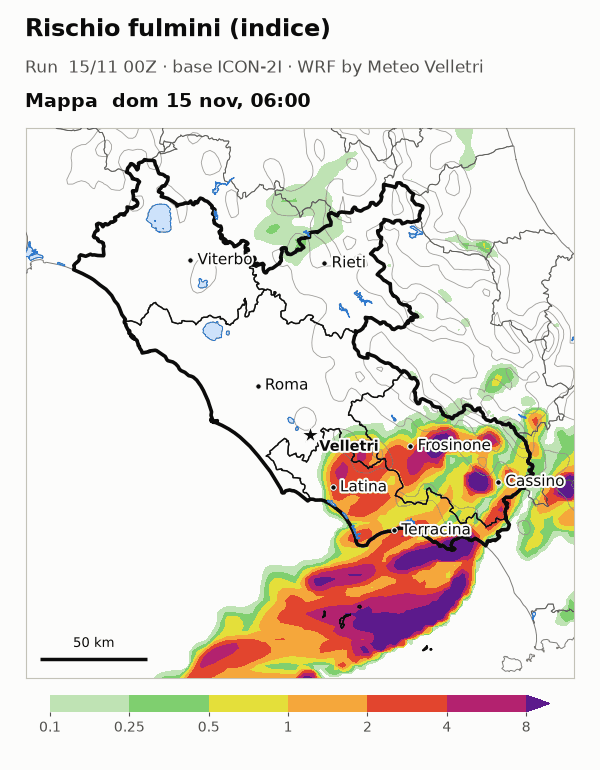 Rischio fulmini (indice)
Run  15/11 00Z · base ICON-2I · WRF by Meteo Velletri
Mappa  dom 15 nov, 06:00
Viterbo
Rieti
Roma
Velletri
Frosinone
Latina
Cassino
Terracina
50 km
0.1 0.25 0.5 1 2 4 8